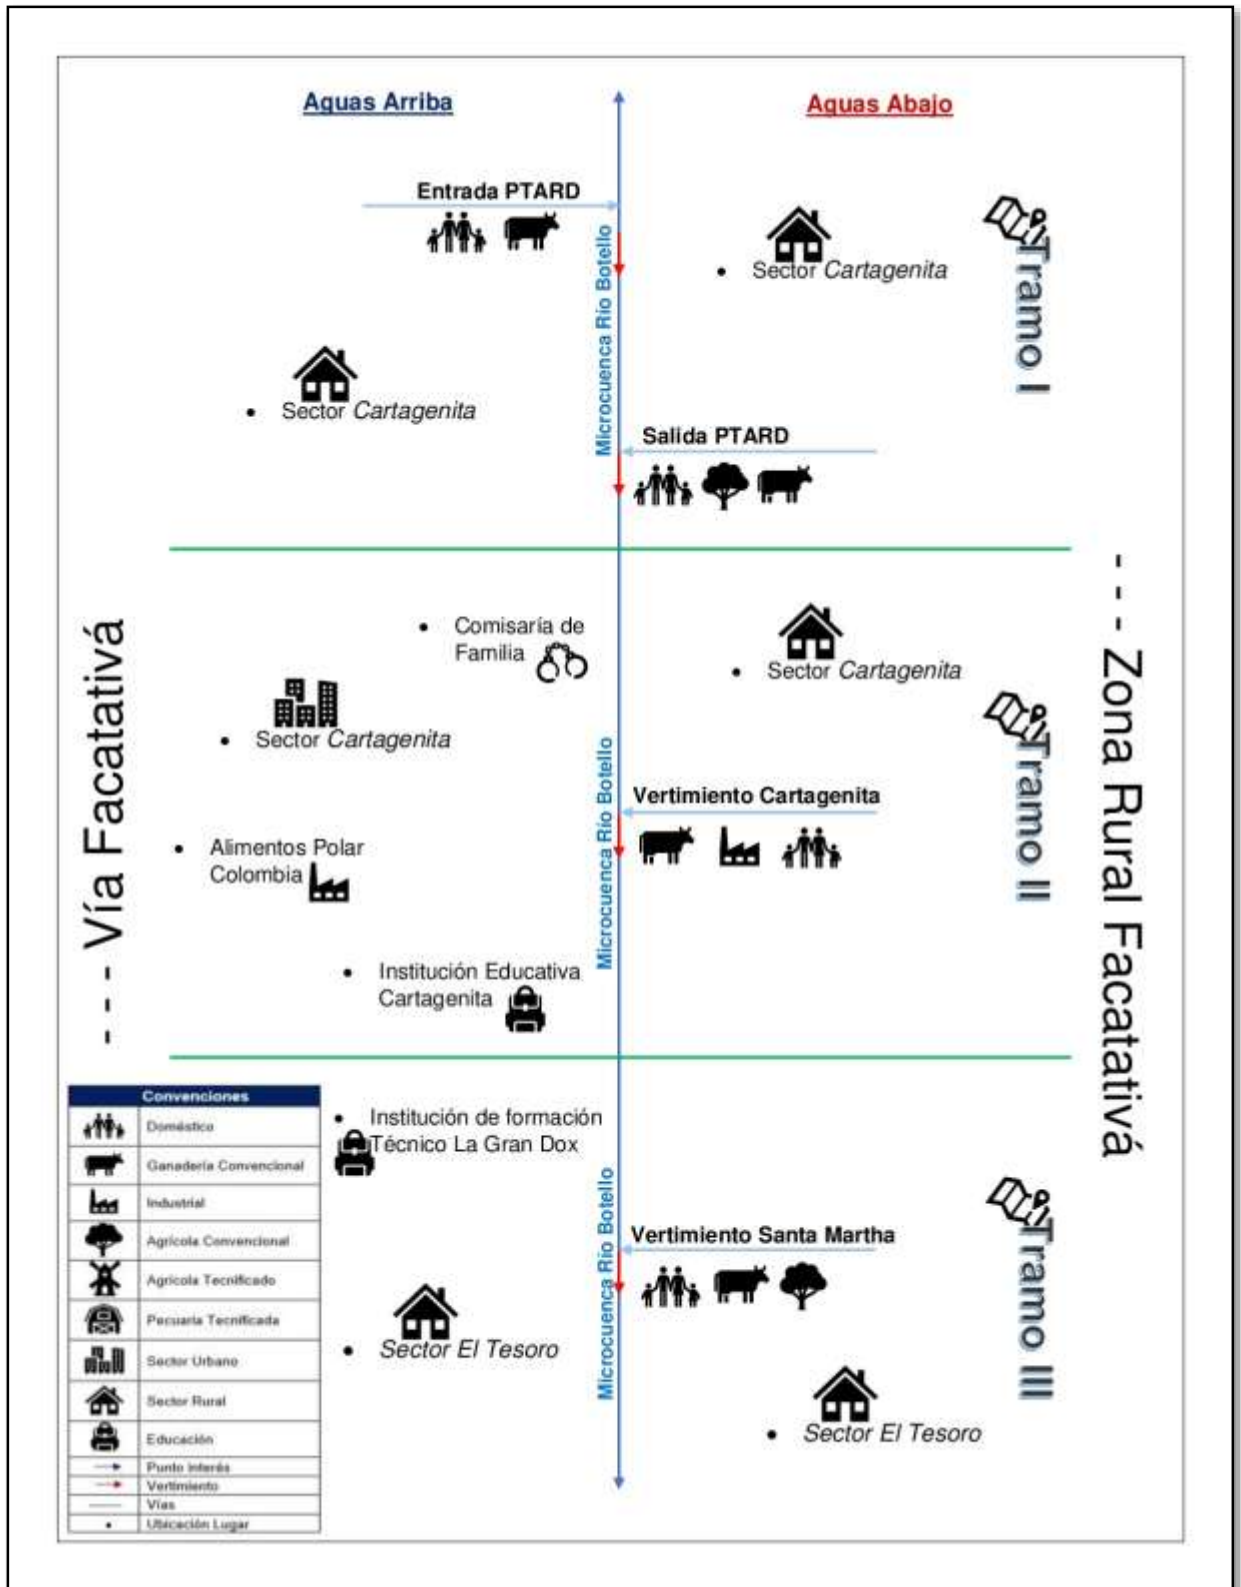 Aguas Arriba
Aguas Abajo
Entrada PTARD
Sector Cartagenita
Tramo I
Microcuenca Río Botello
Sector Cartagenita
Salida PTARD
Vía Facatativá - - -
- - - Zona Rural Facatativá
Comisaría de
Familia
Sector Cartagenita
Sector Cartagenita
Tramo II
Microcuenca Río Botello
Vertimiento Cartagenita
Alimentos Polar
Colombia
Institución Educativa
Cartagenita
Convenciones
Doméstico
Ganadería Convencional
Industrial
Agrícola Convencional
Agrícola Tecnificado
Pecuaria Tecnificada
Sector Urbano
Sector Rural
Educación
Punto Interés
Vertimiento
Vías
Ubicación Lugar
Institución de formación
Técnico La Gran Dox
Microcuenca Río Botello
Vertimiento Santa Martha
Tramo III
Sector El Tesoro
Sector El Tesoro